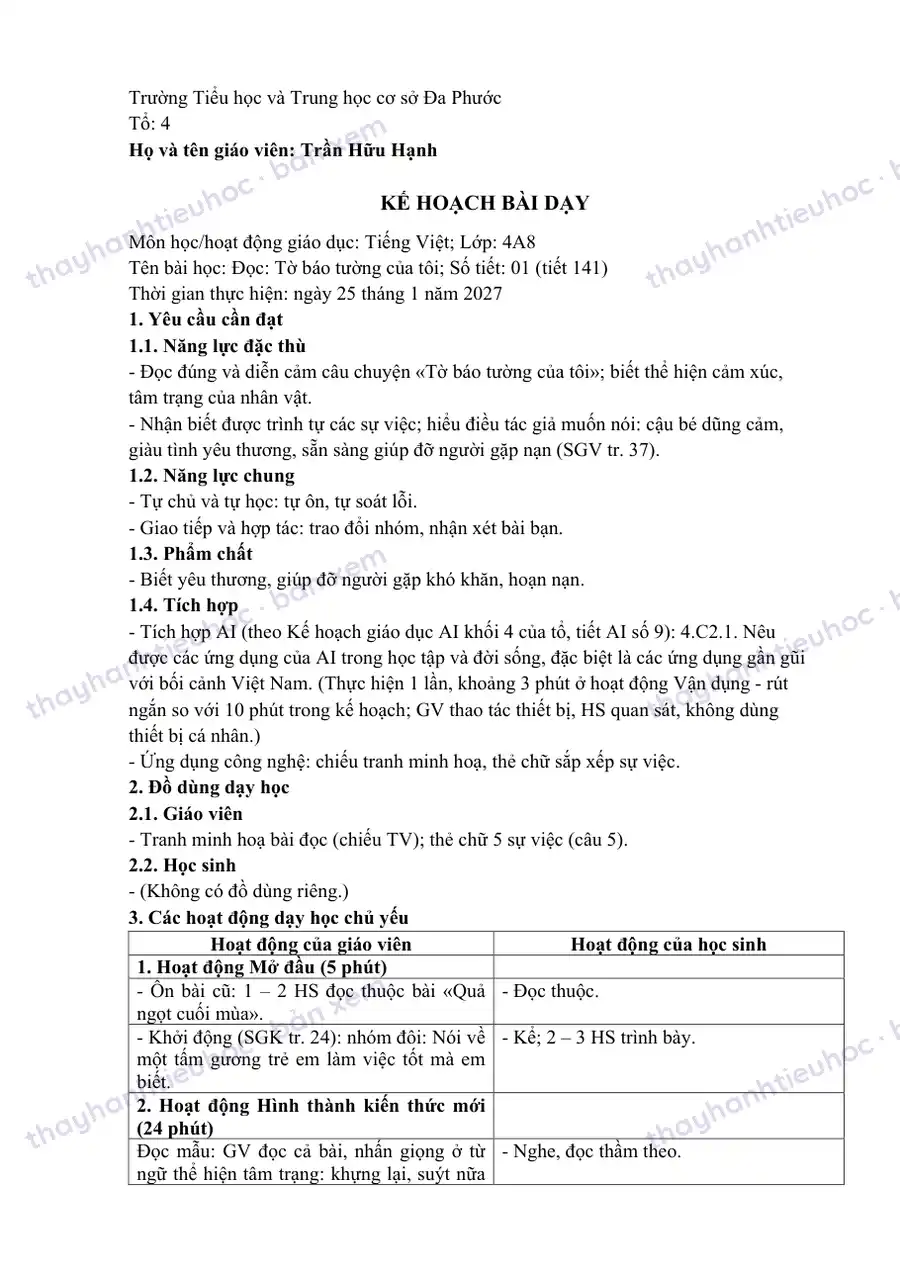 Trường Tiểu học và Trung học cơ sở Đa Phước
Tổ: 4
Họ và tên giáo viên: Trần Hữu Hạnh
KẾ HOẠCH BÀI DẠY
Môn học/hoạt động giáo dục: Tiếng Việt; Lớp: 4A8
Tên bài học: Đọc: Tờ báo tường của tôi; Số tiết: 01 (tiết 141)
Thời gian thực hiện: ngày 25 tháng 1 năm 2027
1. Yêu cầu cần đạt
1.1. Năng lực đặc thù
- Đọc đúng và diễn cảm câu chuyện «Tờ báo tường của tôi»; biết thể hiện cảm xúc,
tâm trạng của nhân vật.
- Nhận biết được trình tự các sự việc; hiểu điều tác giả muốn nói: cậu bé dũng cảm,
giàu tình yêu thương, sẵn sàng giúp đỡ người gặp nạn (SGV tr. 37).
1.2. Năng lực chung
- Tự chủ và tự học: tự ôn, tự soát lỗi.
- Giao tiếp và hợp tác: trao đổi nhóm, nhận xét bài bạn.
1.3. Phẩm chất
- Biết yêu thương, giúp đỡ người gặp khó khăn, hoạn nạn.
1.4. Tích hợp
- Tích hợp AI (theo Kế hoạch giáo dục AI khối 4 của tổ, tiết AI số 9): 4.C2.1. Nêu
được các ứng dụng của AI trong học tập và đời sống, đặc biệt là các ứng dụng gần gũi
với bối cảnh Việt Nam. (Thực hiện 1 lần, khoảng 3 phút ở hoạt động Vận dụng - rút
ngắn so với 10 phút trong kế hoạch; GV thao tác thiết bị, HS quan sát, không dùng
thiết bị cá nhân.)
- Ứng dụng công nghệ: chiếu tranh minh hoạ, thẻ chữ sắp xếp sự việc.
2. Đồ dùng dạy học
2.1. Giáo viên
- Tranh minh hoạ bài đọc (chiếu TV); thẻ chữ 5 sự việc (câu 5).
2.2. Học sinh
- (Không có đồ dùng riêng.)
3. Các hoạt động dạy học chủ yếu
Hoạt động của giáo viên Hoạt động của học sinh
1. Hoạt động Mở đầu (5 phút)
- Ôn bài cũ: 1 – 2 HS đọc thuộc bài «Quả - Đọc thuộc.
ngọt cuối mùa».
- Khởi động (SGK tr. 24): nhóm đôi: Nói về - Kể; 2 – 3 HS trình bày.
một tấm gương trẻ em làm việc tốt mà em
biết.
2. Hoạt động Hình thành kiến thức mới
(24 phút)
Đọc mẫu: GV đọc cả bài, nhấn giọng ở từ - Nghe, đọc thầm theo.
ngữ thể hiện tâm trạng: khựng lại, suýt nữa
thayhanhtieuhoc · bản xem
thayhanhtieuhoc · b
thayhanhtieuhoc · bản xem
thayhanhtieuhoc · b
thayhanhtieuhoc · bản xem
thayhanhtieuhoc · b